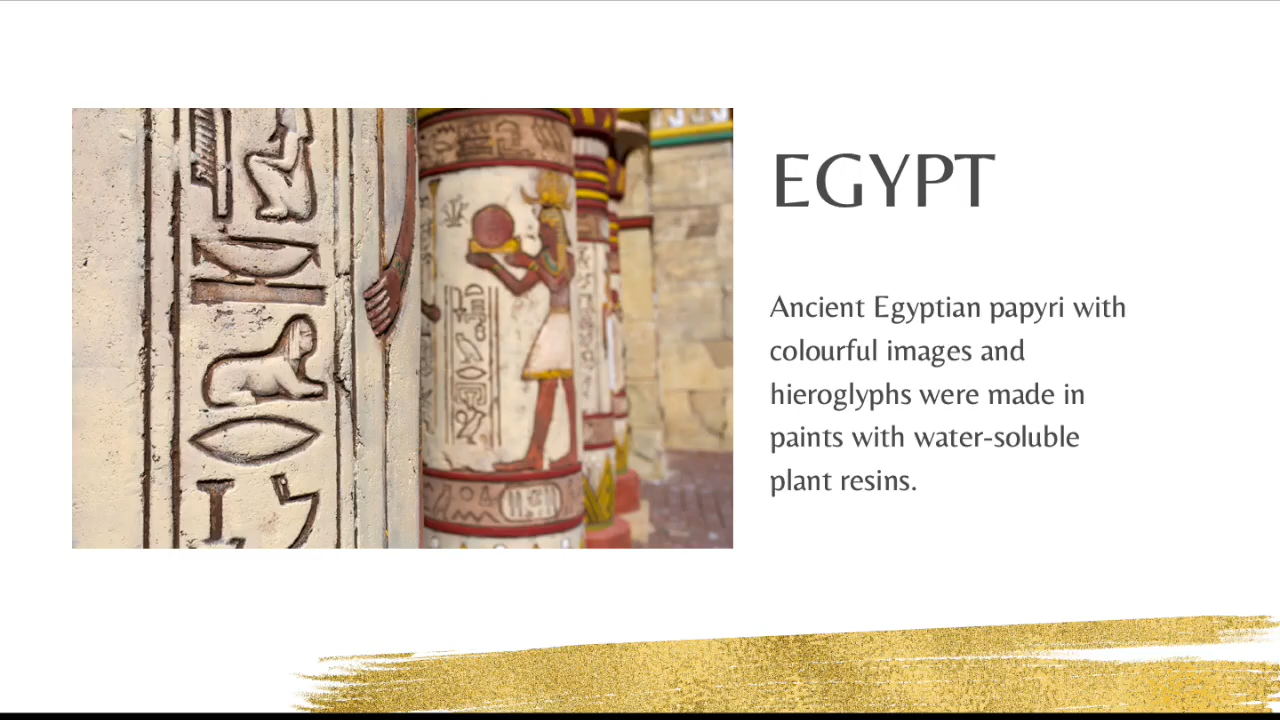 EGYPT
Ancient Egyptian papyri with
colourful images and
hieroglyphs were made in
paints with water-soluble
plant resins.